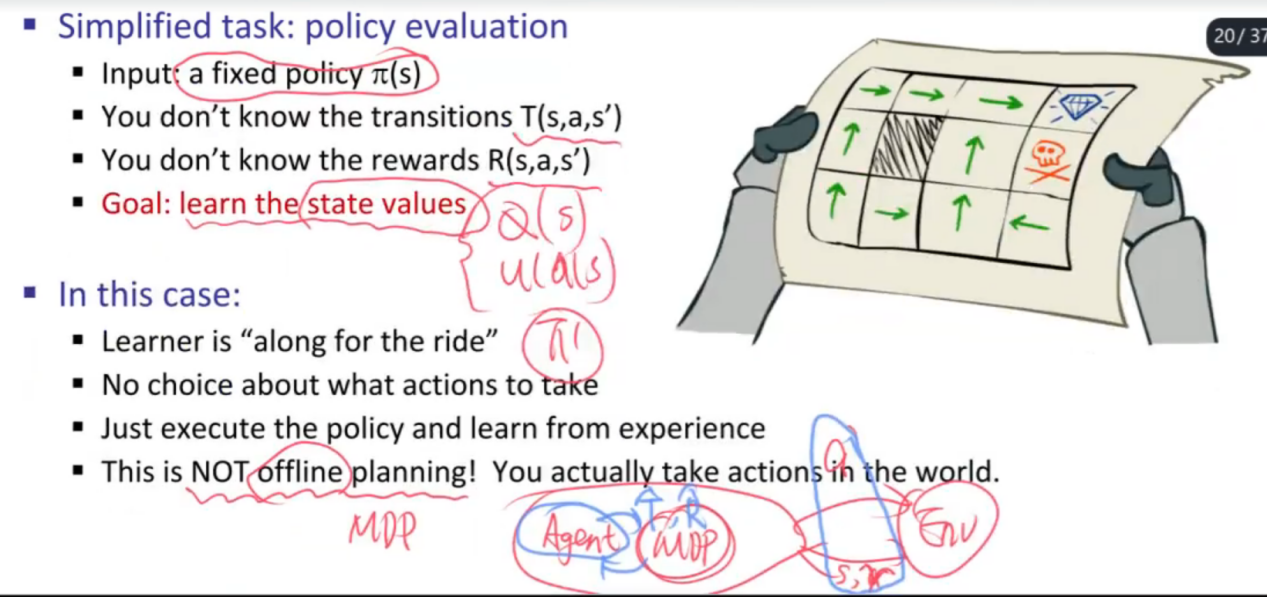 20/37
▪ Simplified task: policy evaluation
▪ Input: a fixed policy π(s)
▪ You don’t know the transitions T(s,a,s’)
▪ You don’t know the rewards R(s,a,s’)
▪ Goal: learn the state values
Q(s)
▪ In this case:
▪ Learner is “along for the ride”
▪ No choice about what actions to take
▪ Just execute the policy and learn from experience
▪ This is NOT offline planning! You actually take actions in the world.
MDP
T, R
a
Agent MDP Env
s, r